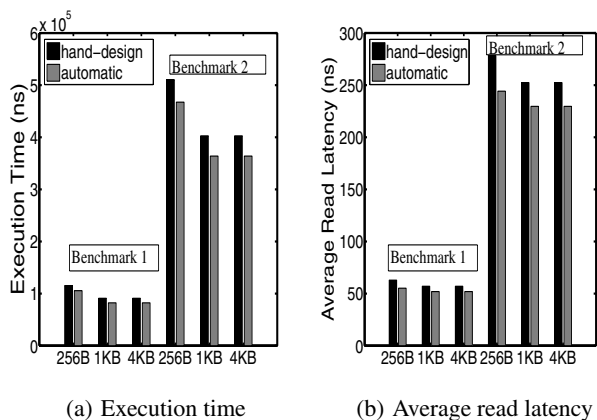 6 x 10^5
hand-design
automatic
Benchmark 2
5
4
3
2
1
0
Benchmark 1
Execution Time (ns)
256B 1KB 4KB 256B 1KB 4KB
(a) Execution time
300
hand-design
automatic
Benchmark 2
250
200
150
100
50
0
Benchmark 1
Average Read Latency (ns)
256B 1KB 4KB 256B 1KB 4KB
(b) Average read latency